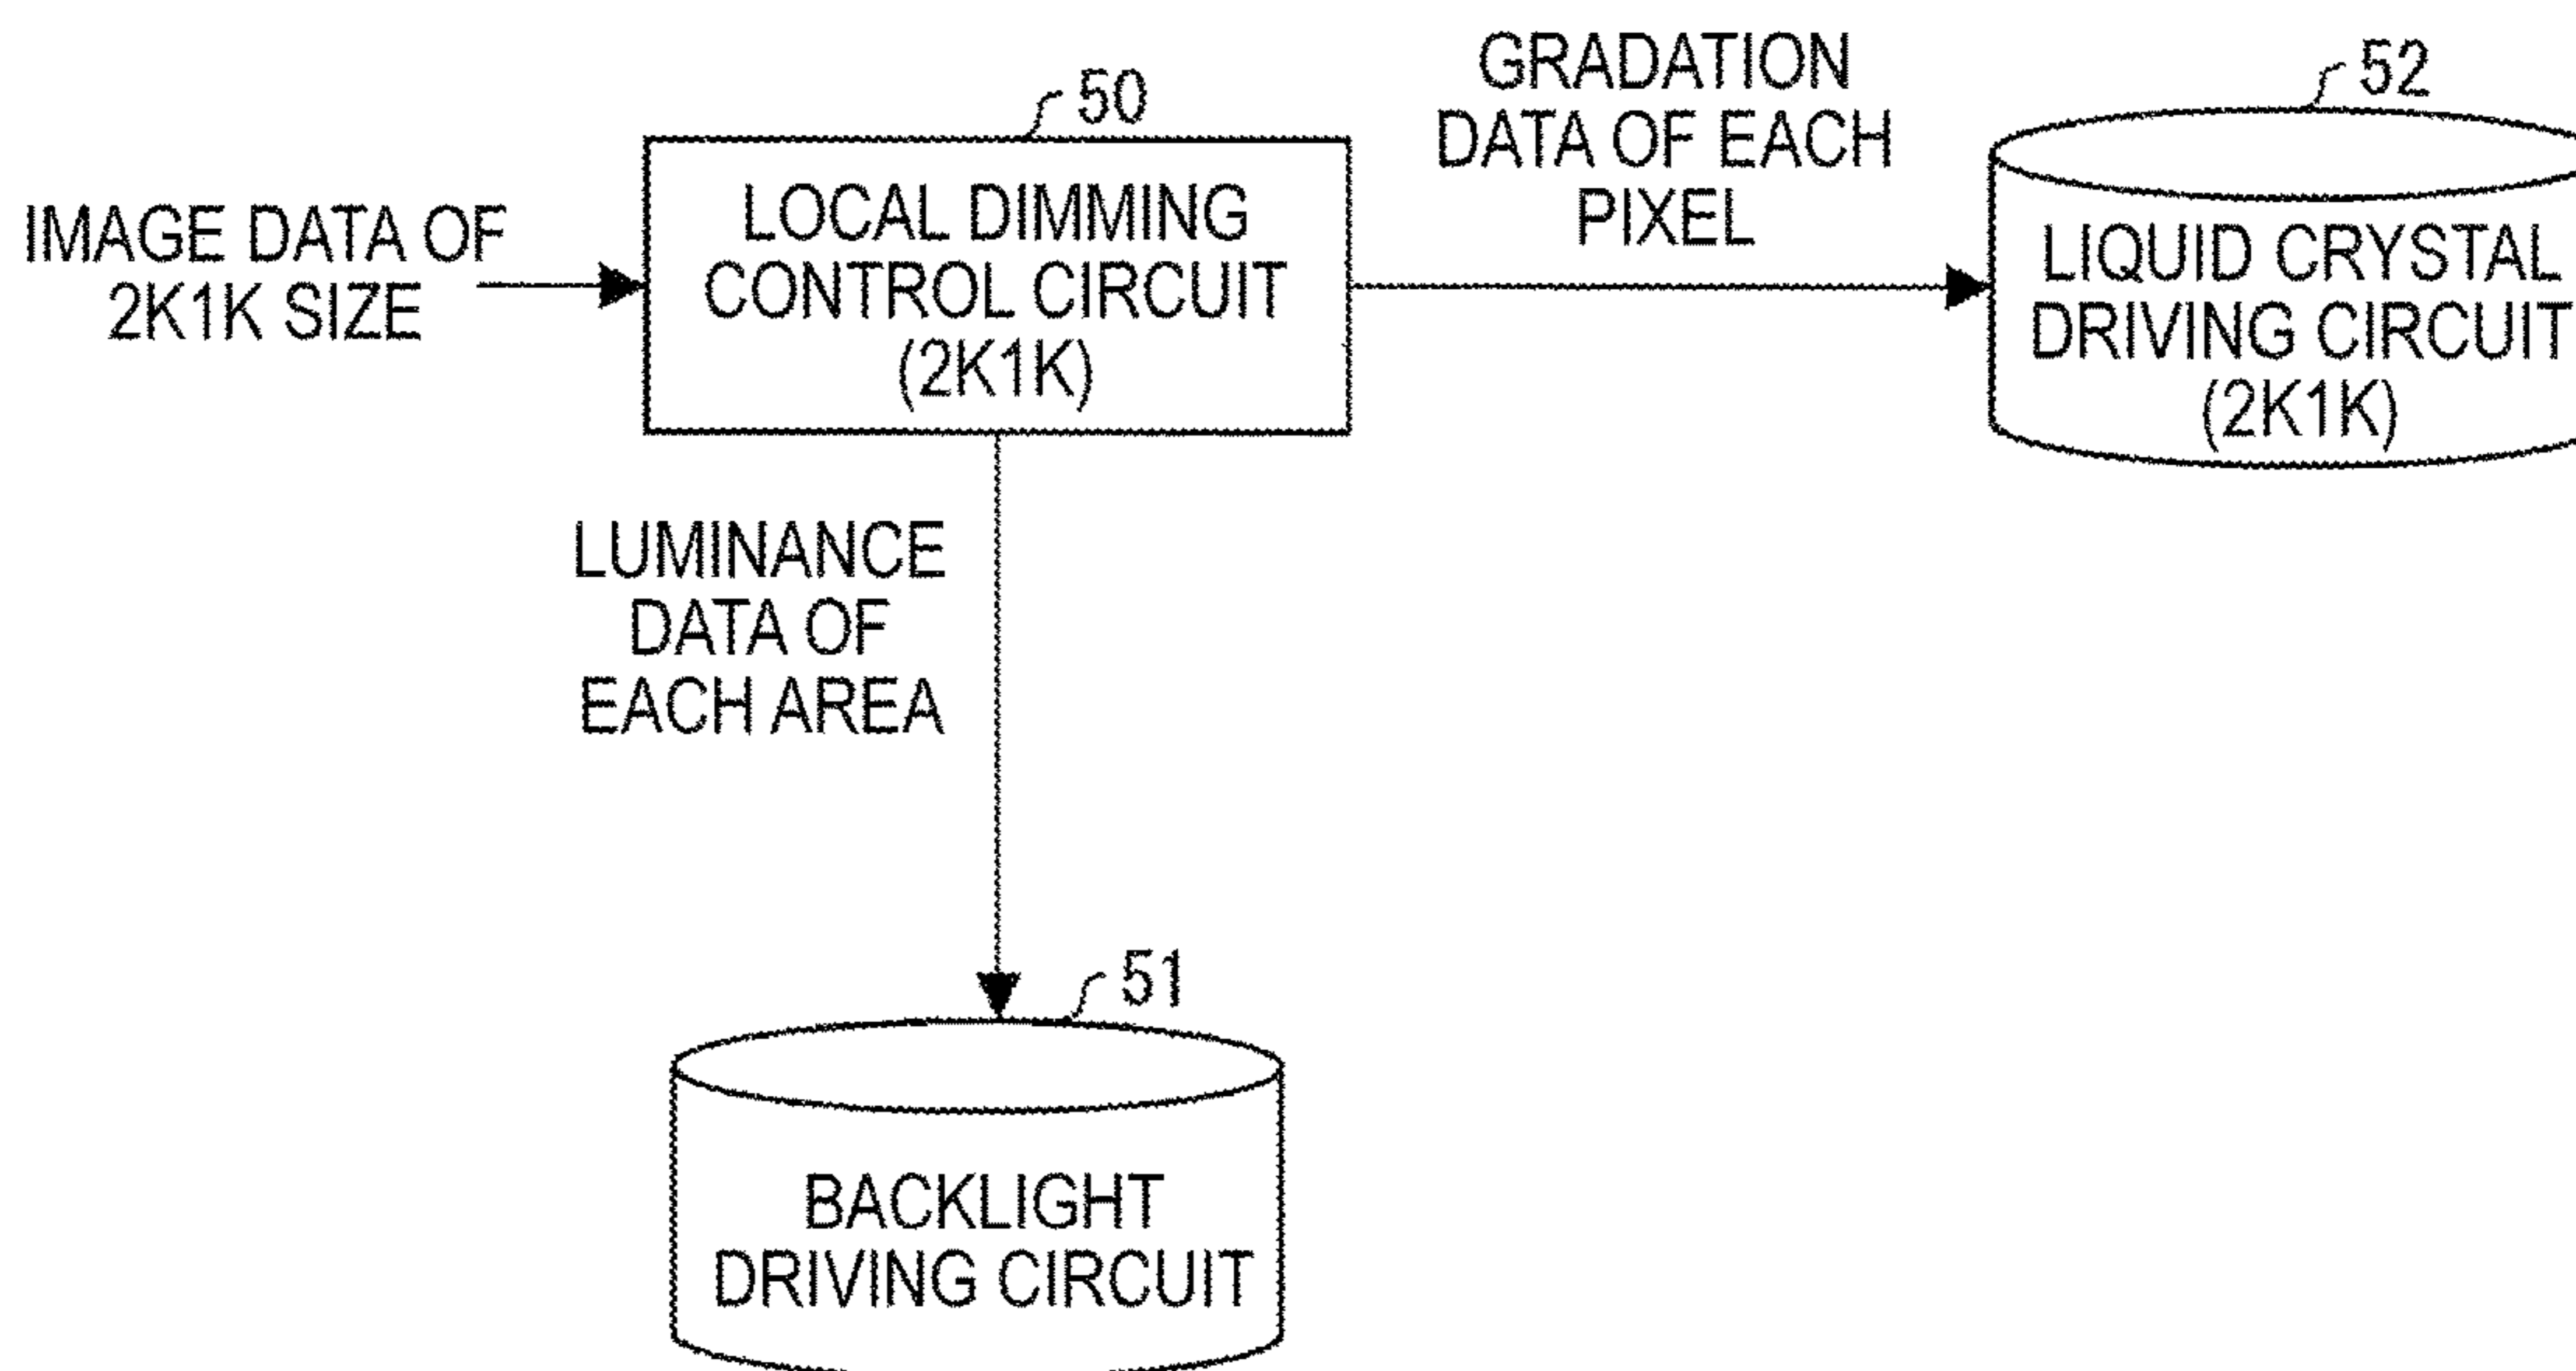 50
GRADATION
DATA OF EACH
PIXEL
52
IMAGE DATA OF
2K1K SIZE
LOCAL DIMMING
CONTROL CIRCUIT
(2K1K)
LIQUID CRYSTAL
DRIVING CIRCUIT
(2K1K)
LUMINANCE
DATA OF
EACH AREA
51
BACKLIGHT
DRIVING CIRCUIT